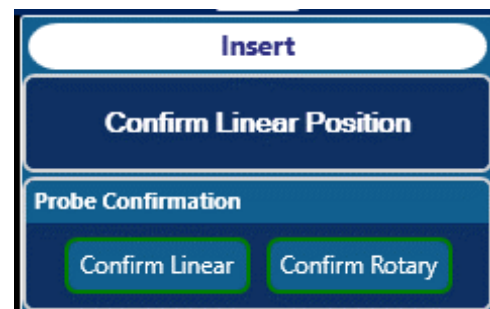 Insert
Confirm Linear Position
Probe Confirmation
Confirm Linear
Confirm Rotary